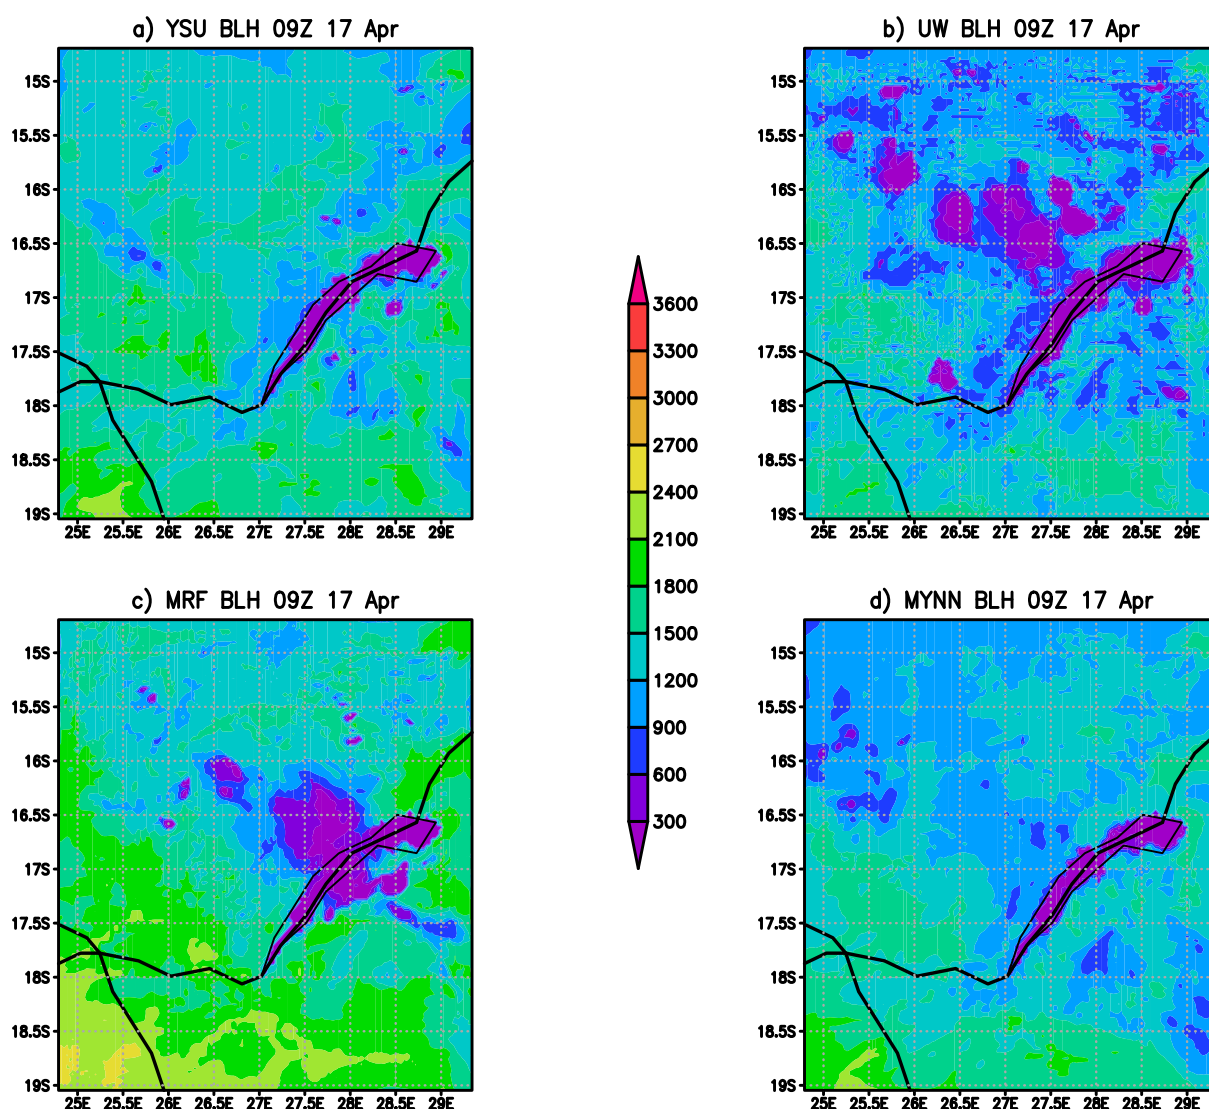 a) YSU BLH 09Z 17 Apr
15S
15.5S
16S
16.5S
17S
17.5S
18S
18.5S
19S
25E 25.5E 26E 26.5E 27E 27.5E 28E 28.5E 29E
b) UW BLH 09Z 17 Apr
15S
15.5S
16S
16.5S
17S
17.5S
18S
18.5S
19S
25E 25.5E 26E 26.5E 27E 27.5E 28E 28.5E 29E
3600
3300
3000
2700
2400
2100
1800
1500
1200
900
600
300
c) MRF BLH 09Z 17 Apr
15S
15.5S
16S
16.5S
17S
17.5S
18S
18.5S
19S
25E 25.5E 26E 26.5E 27E 27.5E 28E 28.5E 29E
d) MYNN BLH 09Z 17 Apr
15S
15.5S
16S
16.5S
17S
17.5S
18S
18.5S
19S
25E 25.5E 26E 26.5E 27E 27.5E 28E 28.5E 29E